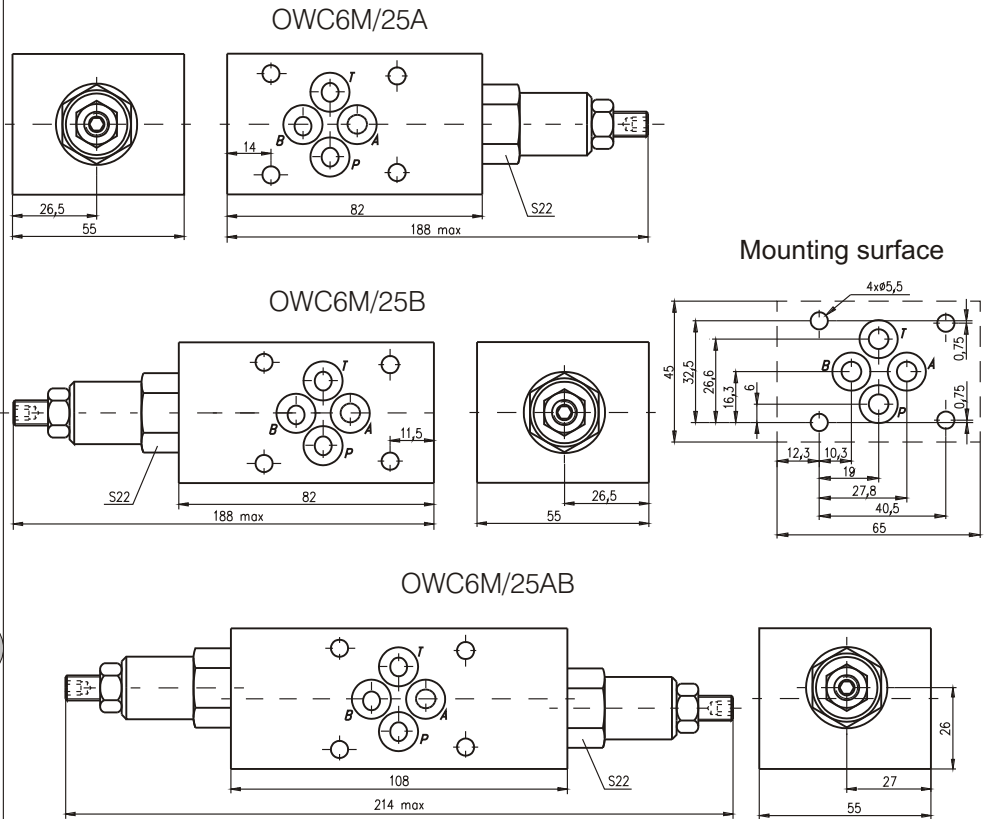 OWC6M/25A
T
B
A
P
14
S22
26,5
82
55
188 max
Mounting surface
OWC6M/25B
4xø5,5
T
B
A
P
45
32,5
26,6
16,3
6
0,75
0,75
12,3
10,3
19
27,8
40,5
65
T
B
A
P
11,5
S22
82
26,5
188 max
55
OWC6M/25AB
T
B
A
P
26
108
S22
27
214 max
55